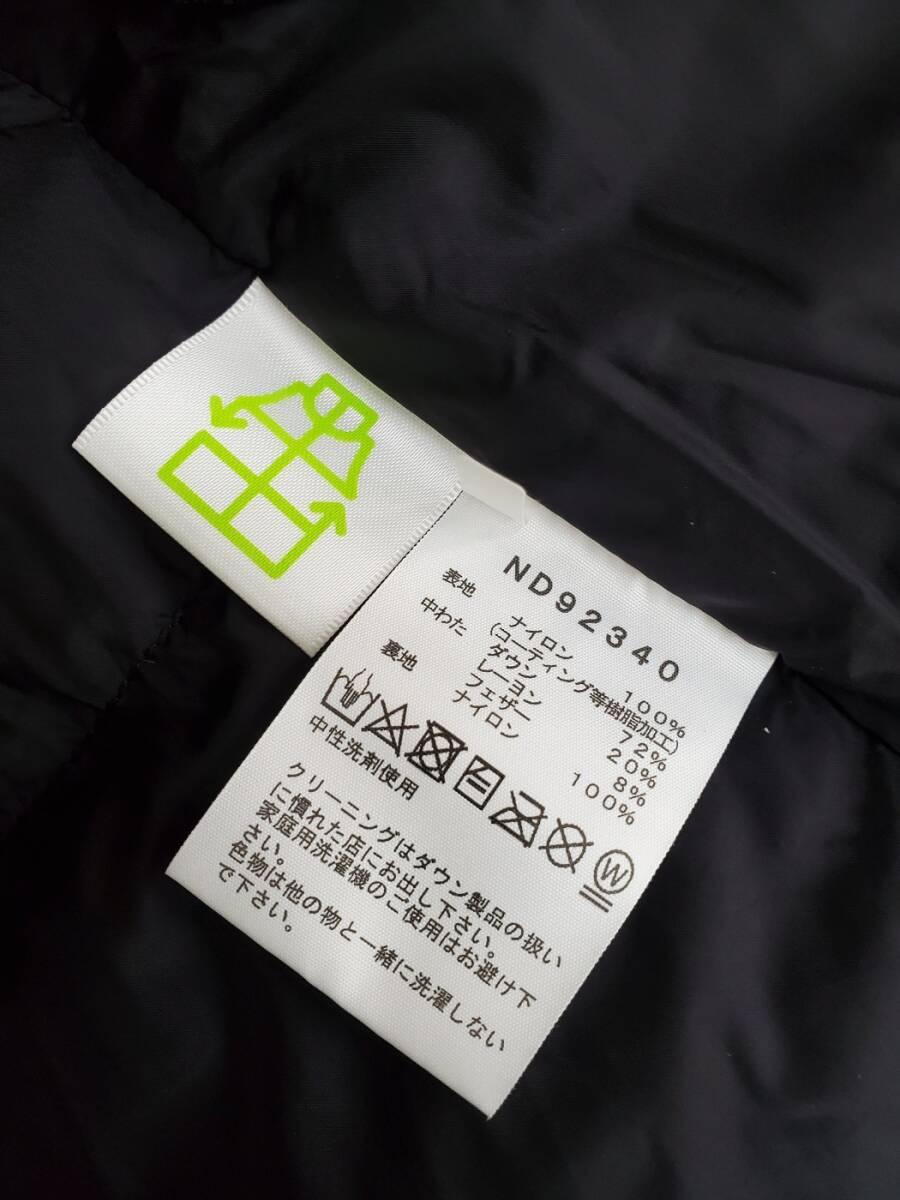 ND92340
表地 ナイロン 100%
(コーティング等樹脂加工)
中わた ダウン 72%
レーヨン 20%
フェザー 8%
裏地 ナイロン 100%
W
中性洗剤使用
クリーニングはダウン製品の扱い
に慣れた店にお出し下さい。
家庭用洗濯機のご使用はお避け下
さい。
色物は他の物と一緒に洗濯しない
で下さい。